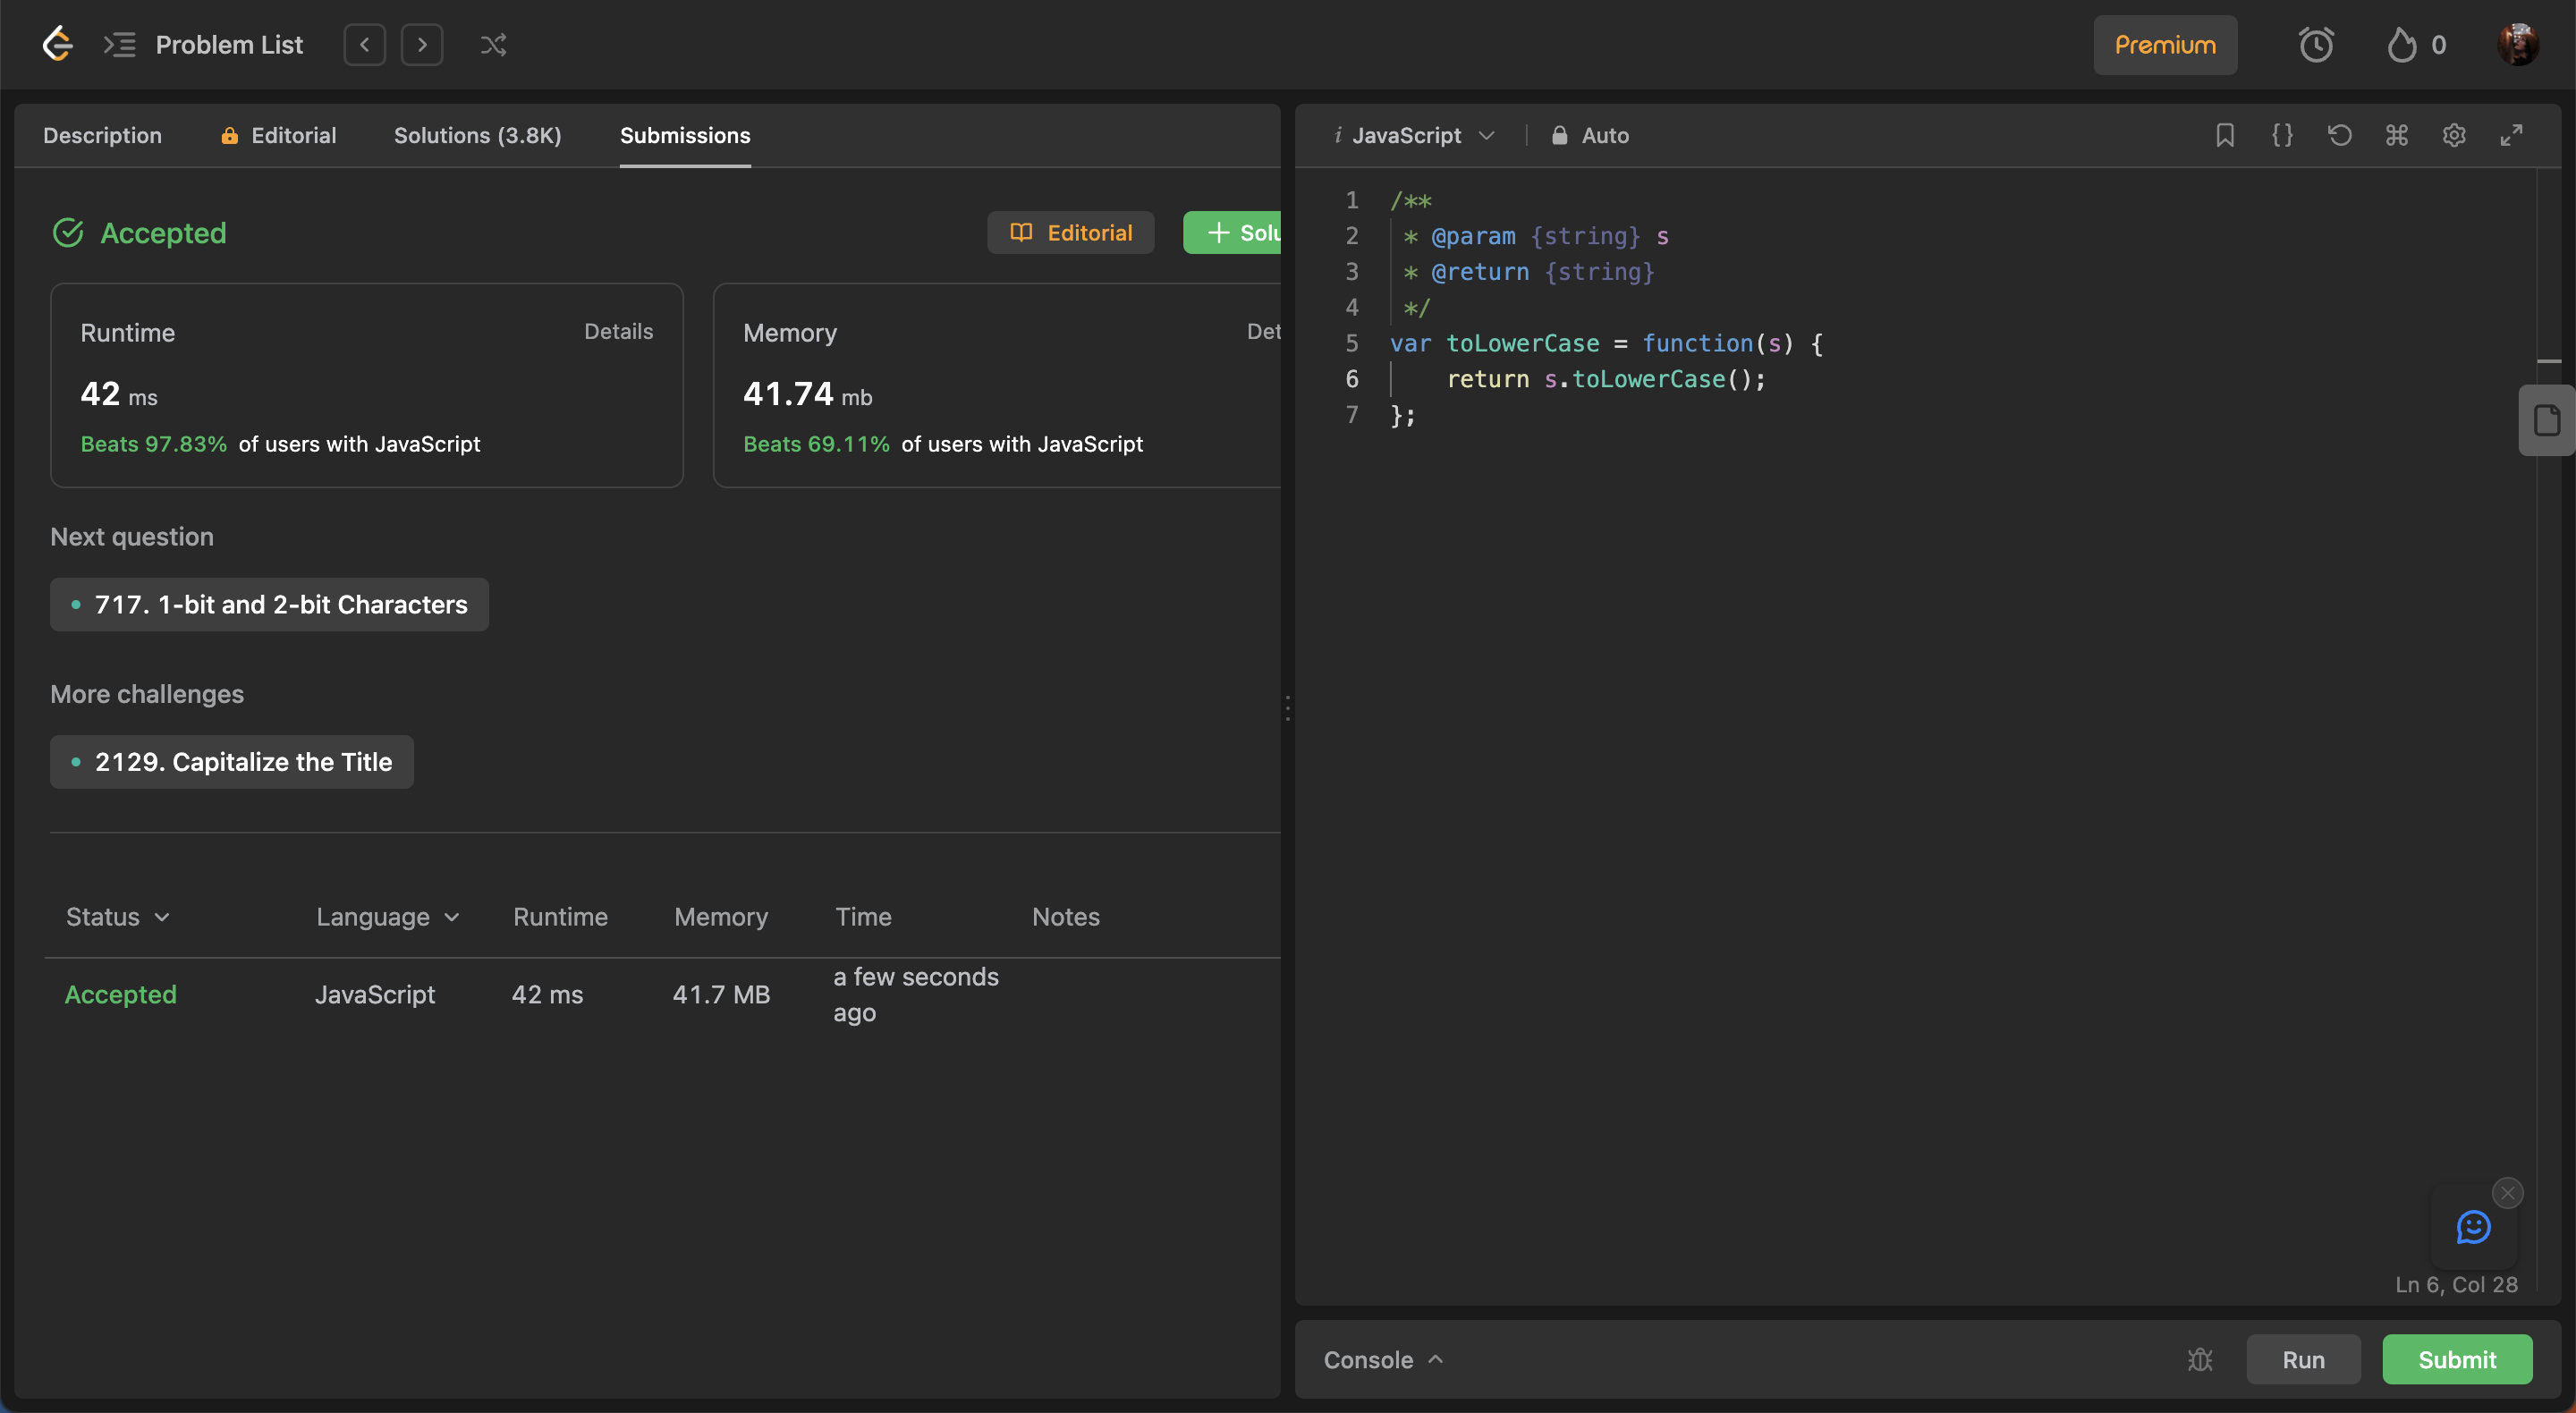 Problem List
Premium
0
Description Editorial Solutions (3.8K) Submissions
Accepted
Editorial
Solu
Runtime Details
42 ms
Beats 97.83% of users with JavaScript
Memory Det
41.74 mb
Beats 69.11% of users with JavaScript
Next question
717. 1-bit and 2-bit Characters
More challenges
2129. Capitalize the Title
Status Language Runtime Memory Time Notes
Accepted JavaScript 42 ms 41.7 MB a few seconds
ago
i JavaScript Auto
1 /**
2 * @param {string} s
3 * @return {string}
4 */
5 var toLowerCase = function(s) {
6 return s.toLowerCase();
7 };
Ln 6, Col 28
Console Run Submit